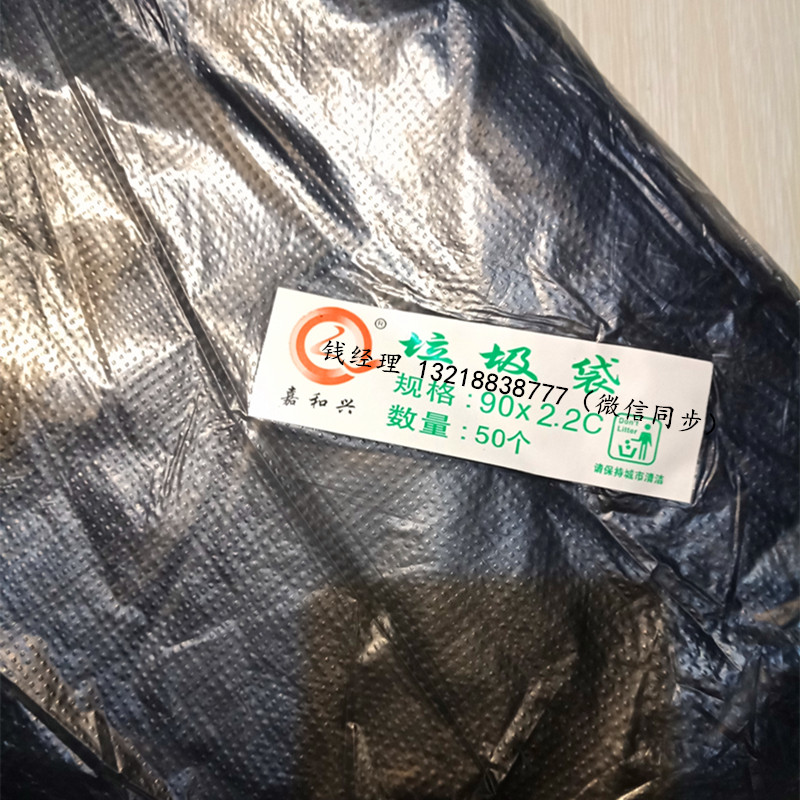 ®
垃圾袋
钱经理 13218838777（微信同步）
嘉和兴
规格:90x2.2C
数量:50个
Don't
Litter
请保持城市清洁